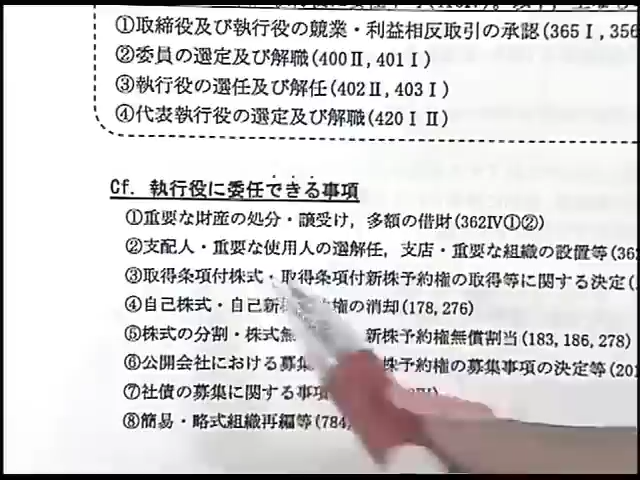 ①取締役及び執行役の競業・利益相反取引の承認(365Ⅰ, 356
②委員の選定及び解職(400Ⅱ, 401Ⅰ)
③執行役の選任及び解任(402Ⅱ, 403Ⅰ)
④代表執行役の選定及び解職(420ⅠⅡ)
Cf. 執行役に委任できる事項
①重要な財産の処分・譲受け, 多額の借財(362Ⅳ①②)
②支配人・重要な使用人の選解任, 支店・重要な組織の設置等(36
③取得条項付株式・取得条項付新株予約権の取得等に関する決定(
④自己株式・自己新 権の消却(178, 276)
⑤株式の分割・株式無 新株予約権無償割当(183, 186, 278)
⑥公開会社における募集 株予約権の募集事項の決定等(20
⑦社債の募集に関する事項
⑧簡易・略式組織再編等(784